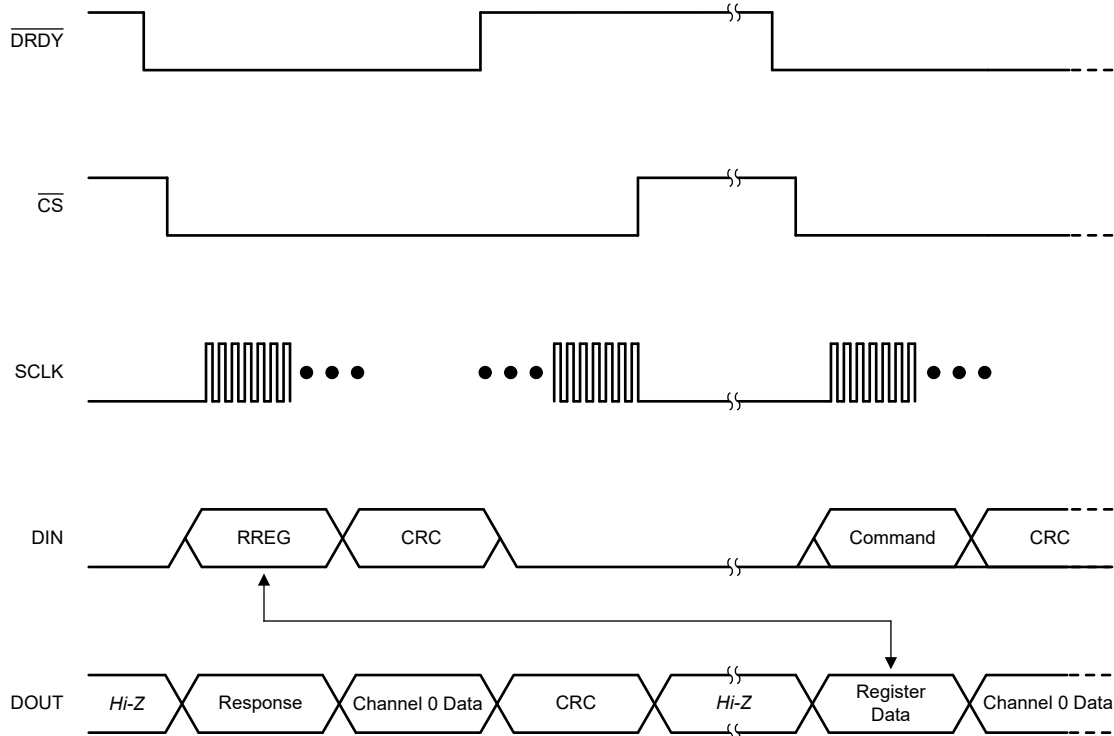 DRDY
CS
SCLK
DIN
RREG
CRC
Command
CRC
DOUT
Hi-Z
Response
Channel 0 Data
CRC
Hi-Z
Register
Data
Channel 0 Data